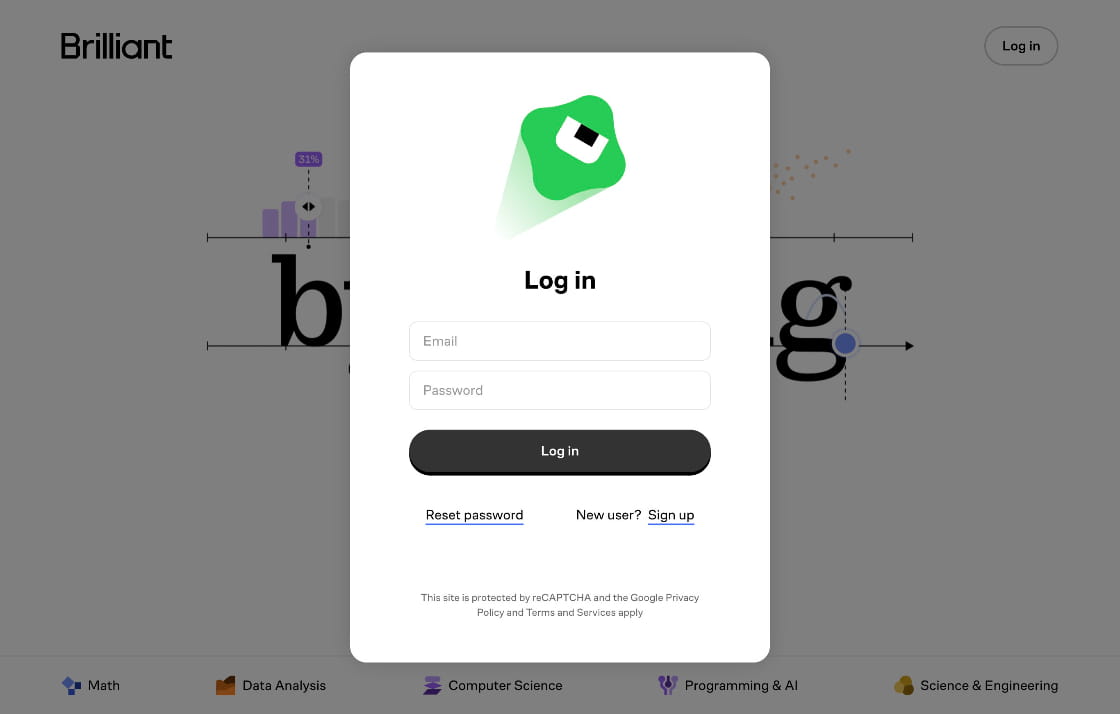 Brilliant
Log in
31%
b
g
Log in
Email
Password
Log in
Reset password
New user? Sign up
This site is protected by reCAPTCHA and the Google Privacy
Policy and Terms and Services apply
Math
Data Analysis
Computer Science
Programming & AI
Science & Engineering